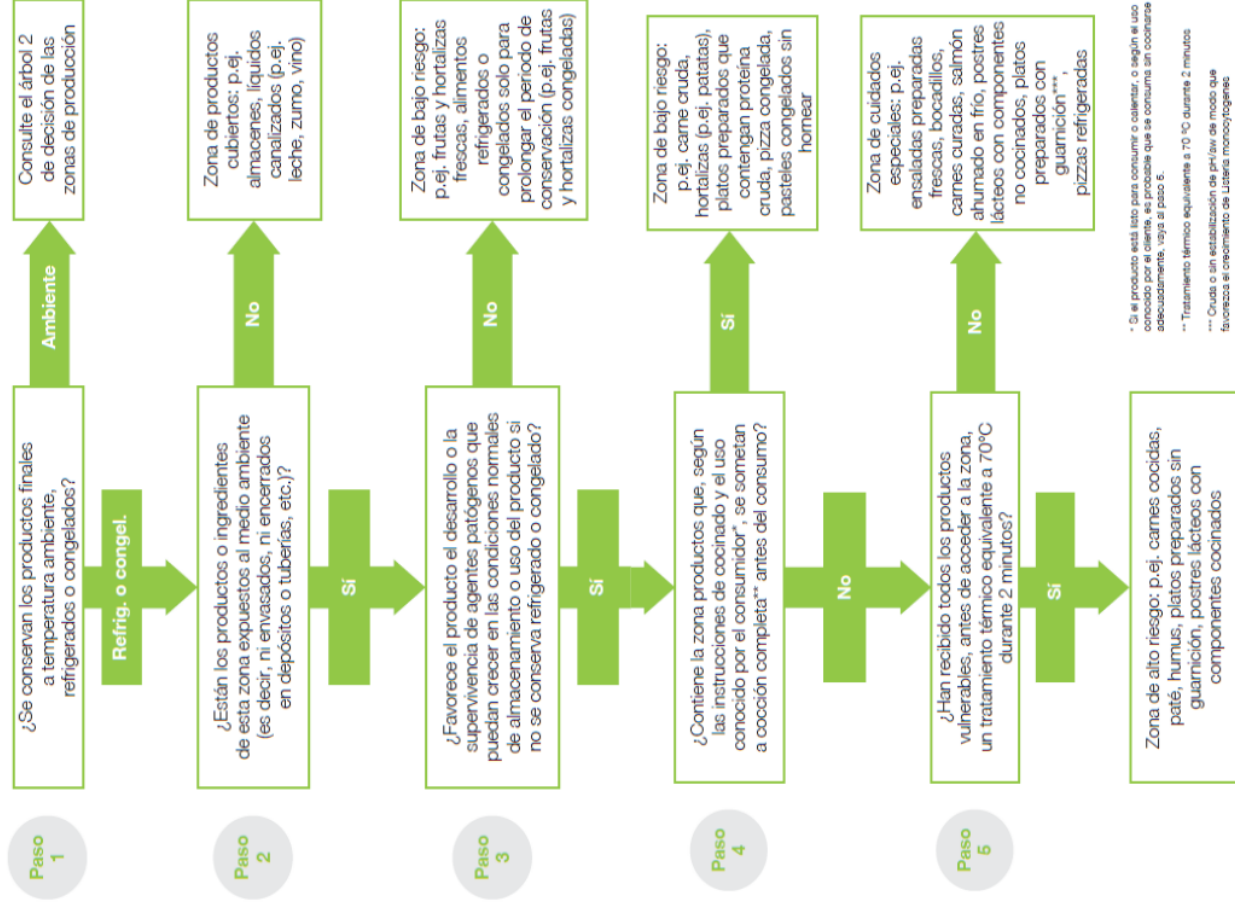 Paso
1
¿Se conservan los productos finales
a temperatura ambiente,
refrigerados o congelados?
Ambiente
Consulte el árbol 2
de decisión de las
zonas de producción
Refrig. o congel.
Paso
2
¿Están los productos o ingredientes
de esta zona expuestos al medio ambiente
(es decir, ni envasados, ni encerrados
en depósitos o tuberías, etc.)?
No
Zona de productos
cubiertos: p.ej.
almacenes, líquidos
canalizados (p.ej.
leche, zumo, vino)
Sí
Paso
3
¿Favorece el producto el desarrollo o la
supervivencia de agentes patógenos que
puedan crecer en las condiciones normales
de almacenamiento o uso del producto si
no se conserva refrigerado o congelado?
No
Zona de bajo riesgo:
p.ej. frutas y hortalizas
frescas, alimentos
refrigerados o
congelados solo para
prolongar el periodo de
conservación (p.ej. frutas
y hortalizas congeladas)
Sí
Paso
4
¿Contiene la zona productos que, según
las instrucciones de cocinado y el uso
conocido por el consumidor*, se sometan
a cocción completa** antes del consumo?
Sí
Zona de bajo riesgo:
p.ej. carne cruda,
hortalizas (p.ej. patatas),
platos preparados que
contengan proteína
cruda, pizza congelada,
pasteles congelados sin
hornear
No
Paso
5
¿Han recibido todos los productos
vulnerables, antes de acceder a la zona,
un tratamiento térmico equivalente a 70ºC
durante 2 minutos?
No
Zona de cuidados
especiales: p.ej.
ensaladas preparadas
frescas, bocadillos,
carnes curadas, salmón
ahumado en frío, postres
lácteos con componentes
no cocinados, platos
preparados con
guarnición***,
pizzas refrigeradas
Sí
Zona de alto riesgo: p.ej. carnes cocidas,
paté, humus, platos preparados sin
guarnición, postres lácteos con
componentes cocinados
* Si el producto está listo para consumir o calentar, o según el uso
conocido por el cliente, es probable que se consuma sin cocinarse
adecuadamente, vaya al paso 5.
** Tratamiento térmico equivalente a 70 ºC durante 2 minutos
*** Cruda o sin estabilización de pH/aw de modo que
favorezca el crecimiento de Listeria monocytogenes